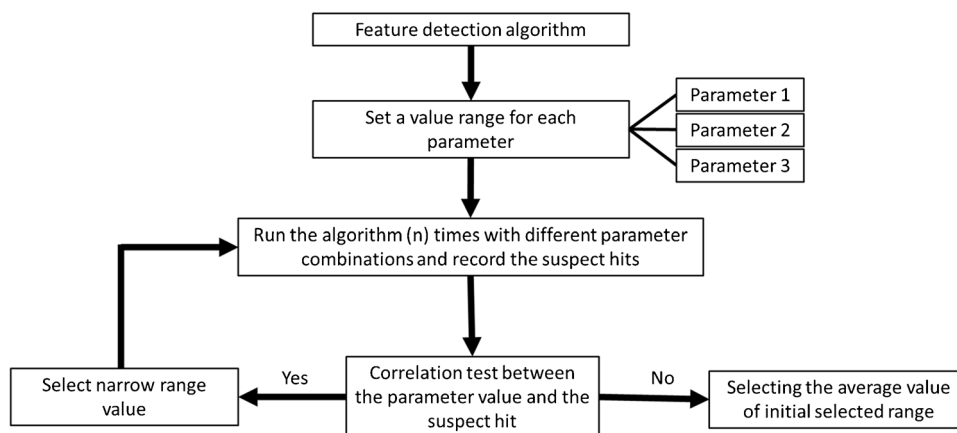 Feature detection algorithm
Set a value range for each
parameter
Parameter 1
Parameter 2
Parameter 3
Run the algorithm (n) times with different parameter
combinations and record the suspect hits
Correlation test between
the parameter value and the
suspect hit
Yes
Select narrow range
value
No
Selecting the average value
of initial selected range